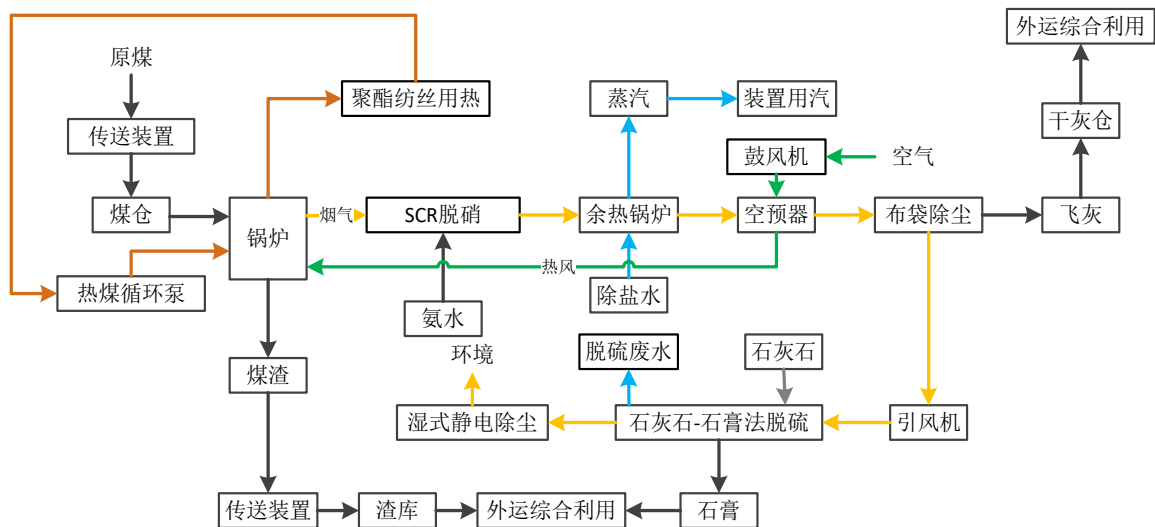 外运综合利用
原煤
聚酯纺丝用热
蒸汽
装置用汽
干灰仓
传送装置
鼓风机
空气
煤仓
烟气
SCR脱硝
余热锅炉
空预器
布袋除尘
飞灰
锅炉
热风
热煤循环泵
除盐水
氨水
环境
脱硫废水
石灰石
煤渣
湿式静电除尘
石灰石-石膏法脱硫
引风机
传送装置
渣库
外运综合利用
石膏